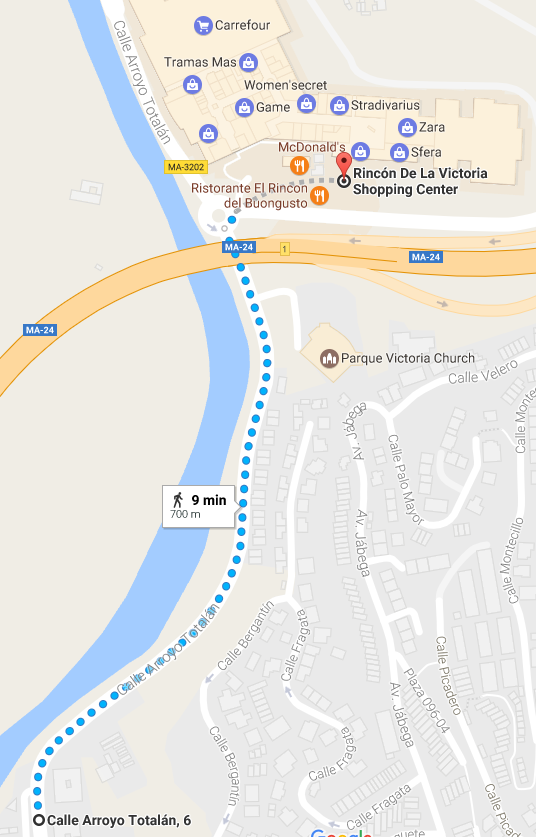 Carrefour
Calle Arroyo Totalán
Tramas Mas
Women'secret
Game
Stradivarius
Zara
McDonald's
Sfera
MA-3202
Rincón De La Victoria
Shopping Center
Ristorante El Rincon
del Buongusto
MA-24
1
MA-24
MA-24
Parque Victoria Church
Calle Velero
Av. Jábega
Calle Monte
Calle Palo Mayor
9 min
700 m
Av. Jábega
Calle Montecillo
Calle Arroyo Totalán
Calle Bergantín
Calle Fragata
Calle Picadero
Plaza 096-04
Av. Jábega
Calle Bergantín
Calle Fragata
Calle Fragata
Calle Pica
Calle Arroyo Totalán, 6
Google